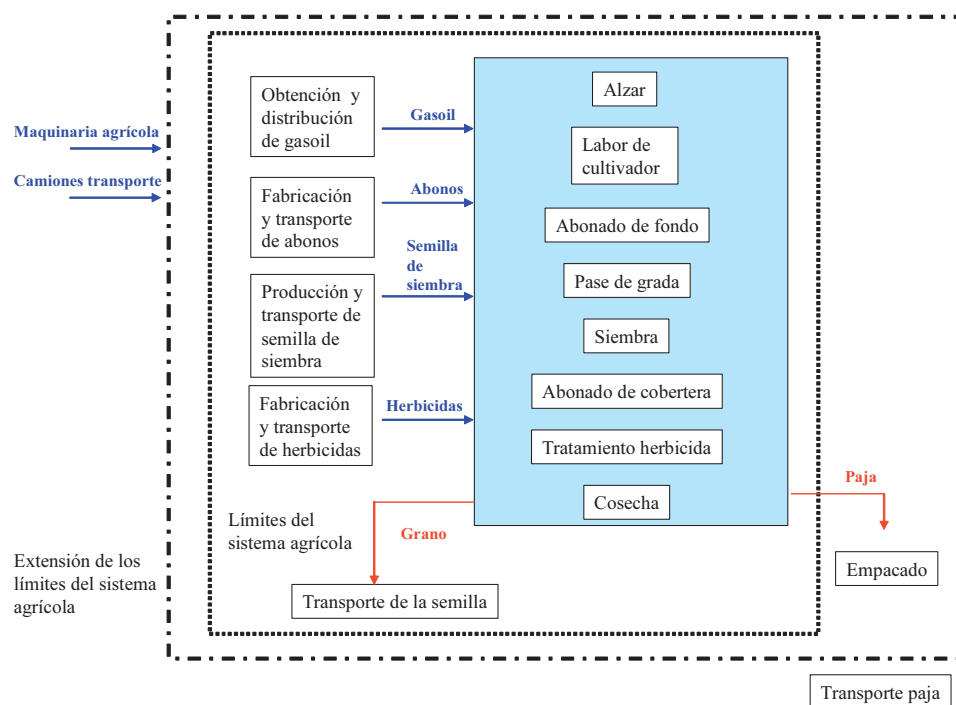 Maquinaria agrícola
Camiones transporte
Extensión de los
límites del sistema
agrícola
Obtención y
distribución
de gasoil
Fabricación
y transporte
de abonos
Producción y
transporte de
semilla de
siembra
Fabricación
y transporte
de herbicidas
Gasoil
Abonos
Semilla
de
siembra
Herbicidas
Alzar
Labor de
cultivador
Abonado de fondo
Pase de grada
Siembra
Abonado de cobertera
Tratamiento herbicida
Cosecha
Límites del
sistema agrícola
Grano
Transporte de la semilla
Paja
Empacado
Transporte paja